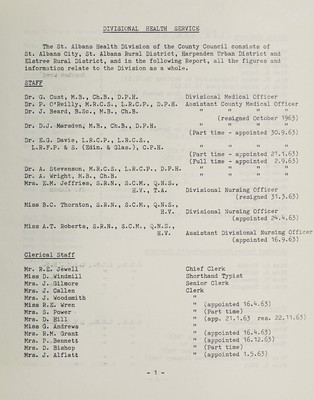 DIVISIONAL HEALTH SERVICE
The St. Albans Health Division of the County Council consists of
St. Albans City, St. Albans Rural District, Harpenden Urban District and
Elstree Rural District, and in the following Report, all the figures and
information relate to the Division as a whole.
STAFF
Dr. G. Cust, M.B., Ch.B., D.P.H. Divisional Medical Officer
Dr. P. O'Reilly, M.R.C.S., L.R.C.P., D.P.H. Assistant County Medical Officer
Dr. J. Beard, B.Sc., M.B., Ch.B. " " " "
(resigned October 1963)
Dr. D.J. Marsden, M.B., Ch.B., D.P.H. " " " "
(Part time - appointed 30.9.63)
Dr. E.G. Davie, L.R.C.P., L.R.C.S.,
L.R.F.P. & S. (Edin. & Glas.), C.P.H. " " " "
(Part time - appointed 21.1.63)
(Full time - appointed 2.9.63)
Dr. A. Stevenson, M.R.C.S., L.R.C.P., D.P.H. " " " "
Dr. A. Wright, M.B., Ch.B. " " " "
Mrs. E.M. Jeffries, S.R.N., S.C.M., Q.N.S.,
H.V., T.A. Divisional Nursing Officer
(resigned 31.3.63)
Miss B.C. Thornton, S.R.N., S.C.M., Q.N.S.,
H.V. Divisional Nursing Officer
(appointed 24.4.63)
Miss A.T. Roberts, S.R.N., S.C.M., Q.N.S.,
H.V. Assistant Divisional Nursing Officer
(appointed 16.9.63)
Clerical Staff
Mr. R.E. Jewell Chief Clerk
Miss D. Windmill Shorthand Typist
Mrs. J. Gilmore Senior Clerk
Mrs. J. Callen Clerk
Mrs. J. Woodsmith "
Miss R.E. Wren " (appointed 16.4.63)
Mrs. S. Power " (Part time)
Mrs. D. Hill " (app. 21.1.63 res. 22.11.63)
Miss G. Andrews "
Mrs. R.M. Grant " (appointed 16.4.63)
Mrs. P. Bennett " (appointed 16.12.63)
Mrs. D. Bishop " (Part time)
Mrs. J. Alflatt " (appointed 1.5.63)
- 1 -